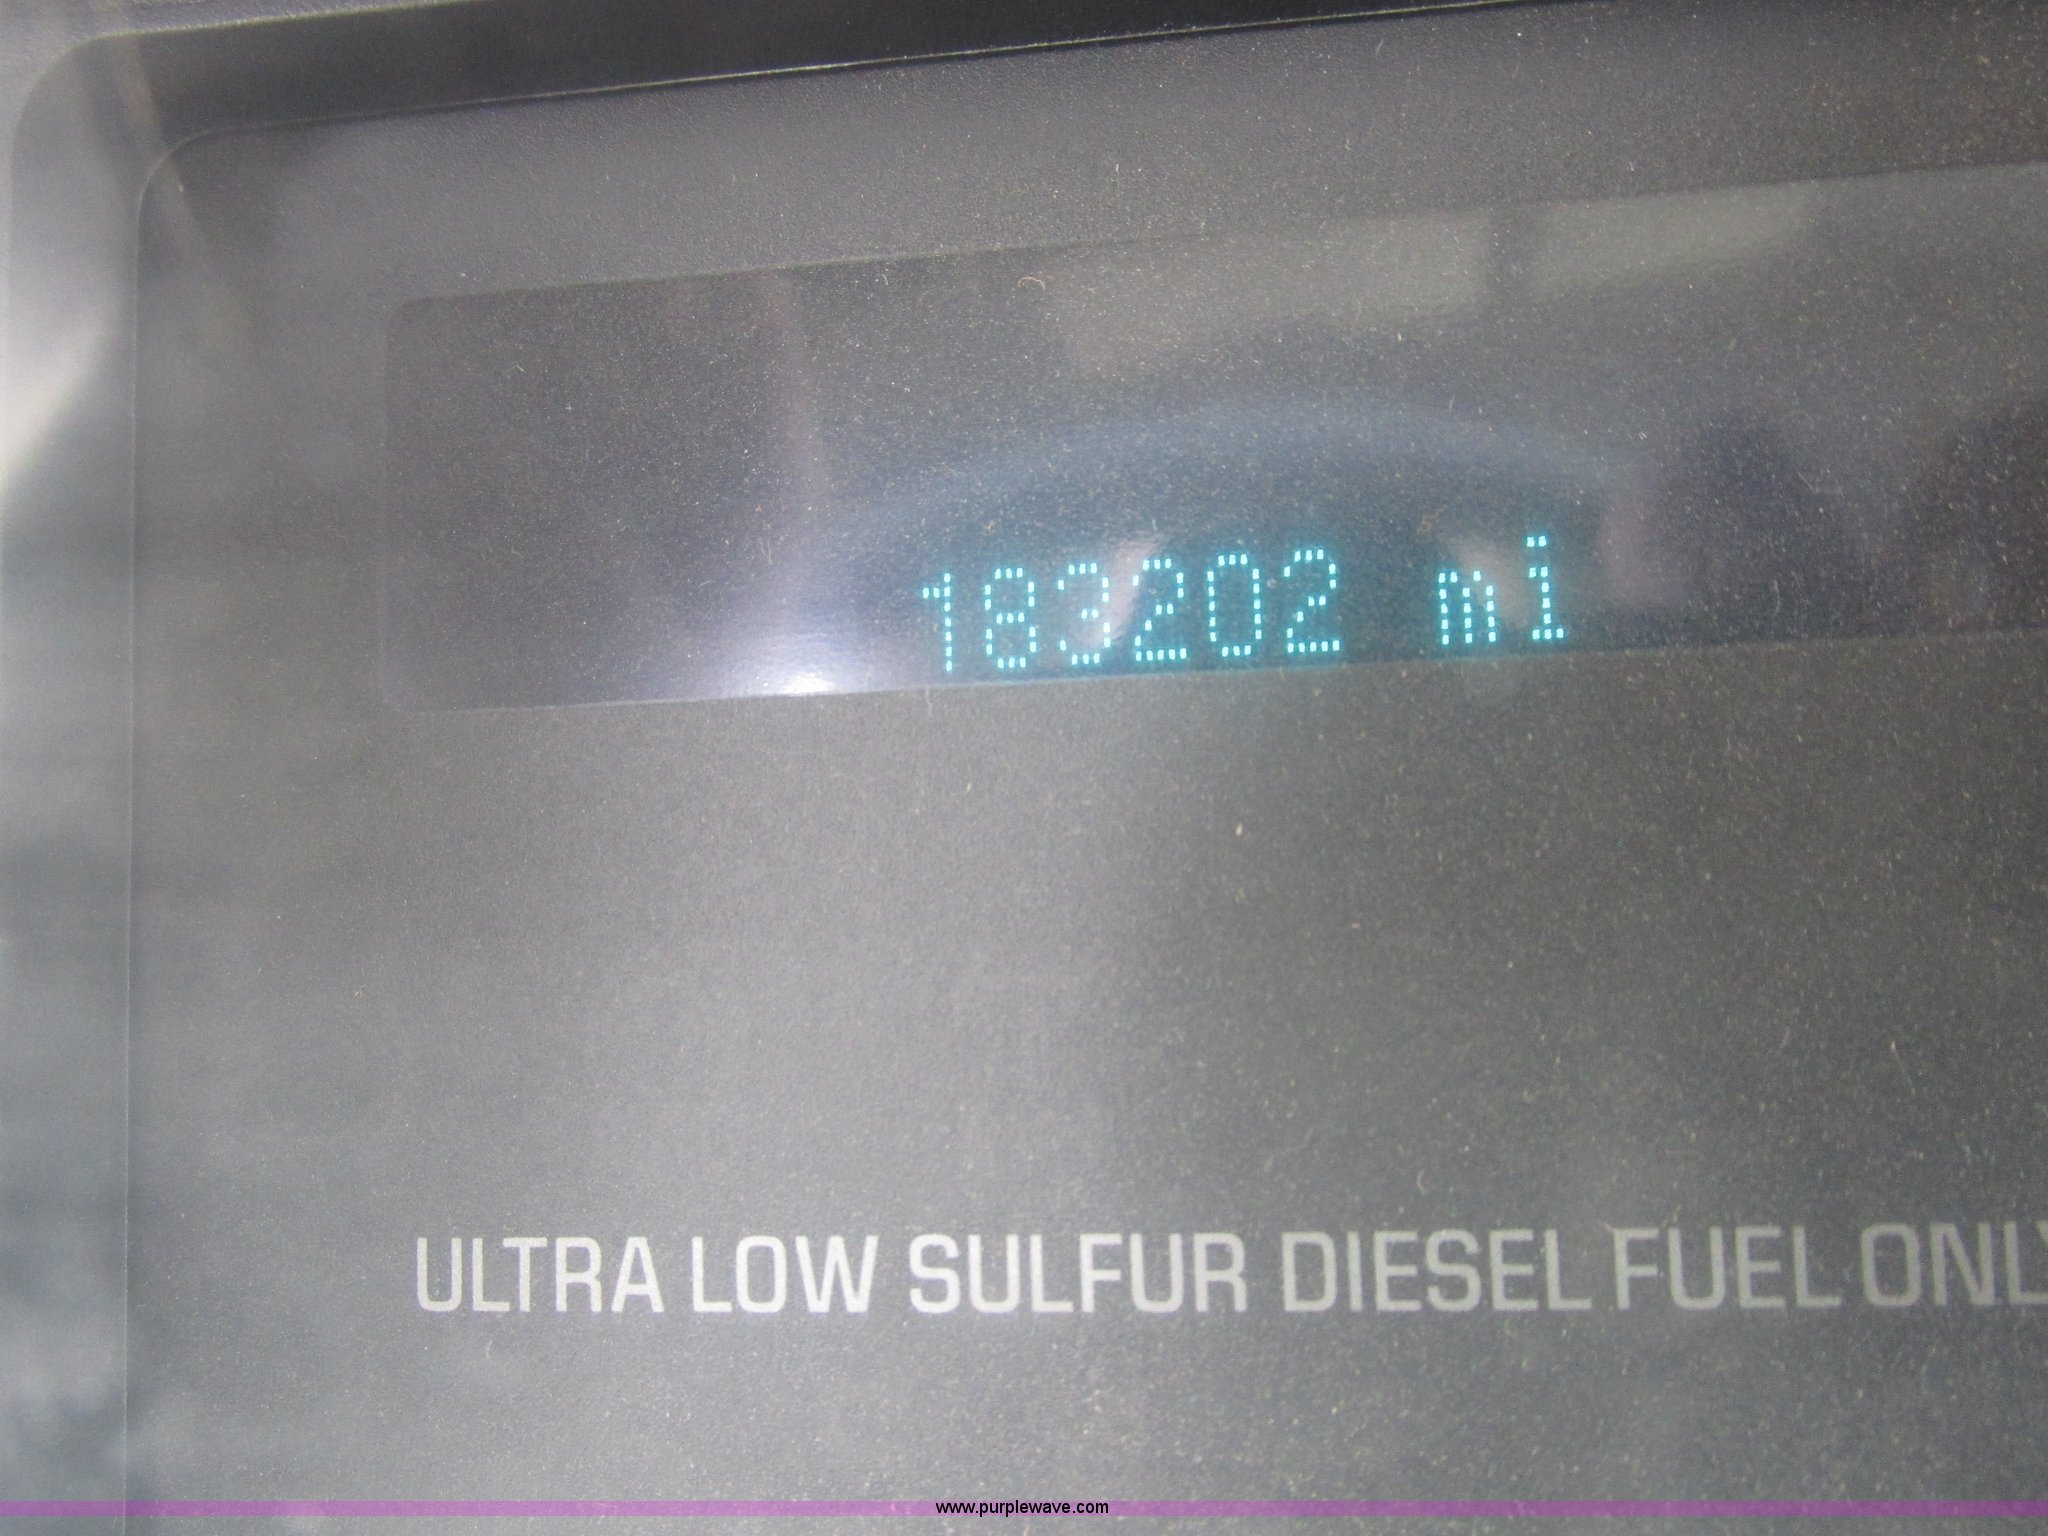 183202 mi
ULTRA LOW SULFUR DIESEL FUEL ONLY
www.purplewave.com